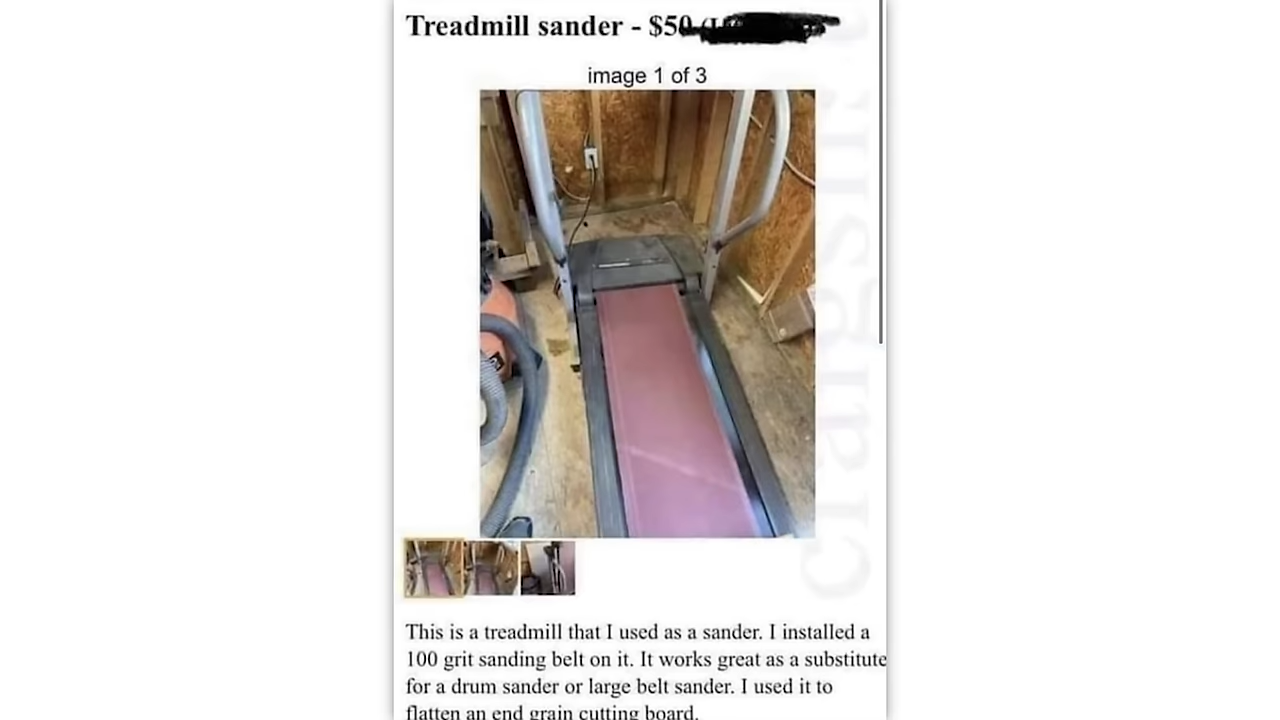 Treadmill sander - $50
image 1 of 3
This is a treadmill that I used as a sander. I installed a
100 grit sanding belt on it. It works great as a substitute
for a drum sander or large belt sander. I used it to
flatten an end grain cutting board.